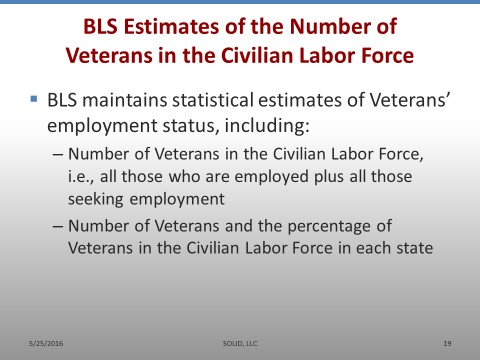 BLS Estimates of the Number of
Veterans in the Civilian Labor Force
▪ BLS maintains statistical estimates of Veterans’
employment status, including:
– Number of Veterans in the Civilian Labor Force,
i.e., all those who are employed plus all those
seeking employment
– Number of Veterans and the percentage of
Veterans in the Civilian Labor Force in each state
5/25/2016 SOLID, LLC 19